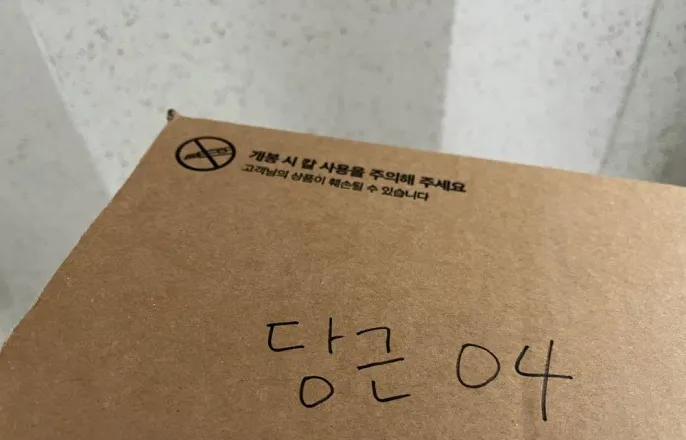 개봉 시 칼 사용을 주의해 주세요
고객님의 상품이 훼손될 수 있습니다
당근 04